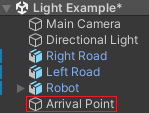 Light Example*
Main Camera
Directional Light
Right Road
Left Road
Robot
Arrival Point